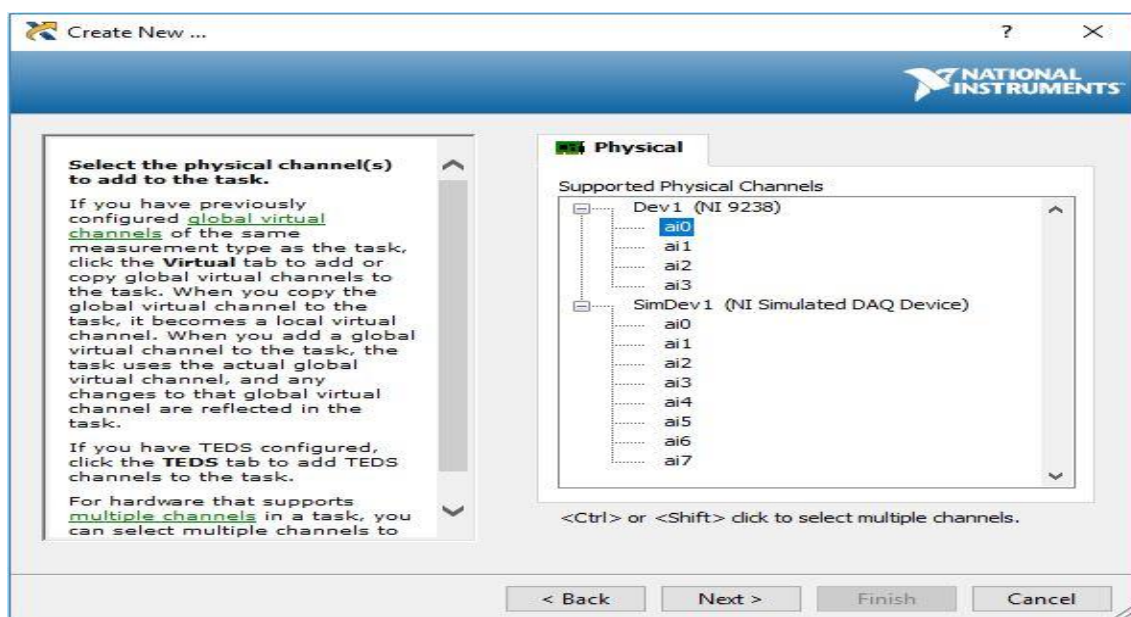 Create New ...
?
NATIONAL
INSTRUMENTS
Select the physical channel(s)
to add to the task.
If you have previously
configured global virtual
channels of the same
measurement type as the task,
click the Virtual tab to add or
copy global virtual channels to
the task. When you copy the
global virtual channel to the
task, it becomes a local virtual
channel. When you add a global
virtual channel to the task, the
task uses the actual global
virtual channel, and any
changes to that global virtual
channel are reflected in the
task.
If you have TEDS configured,
click the TEDS tab to add TEDS
channels to the task.
For hardware that supports
multiple channels in a task, you
can select multiple channels to
Physical
Supported Physical Channels
Dev1 (NI 9238)
ai0
ai1
ai2
ai3
SimDev1 (NI Simulated DAQ Device)
ai0
ai1
ai2
ai3
ai4
ai5
ai6
ai7
<Ctrl> or <Shift> click to select multiple channels.
< Back
Next >
Finish
Cancel